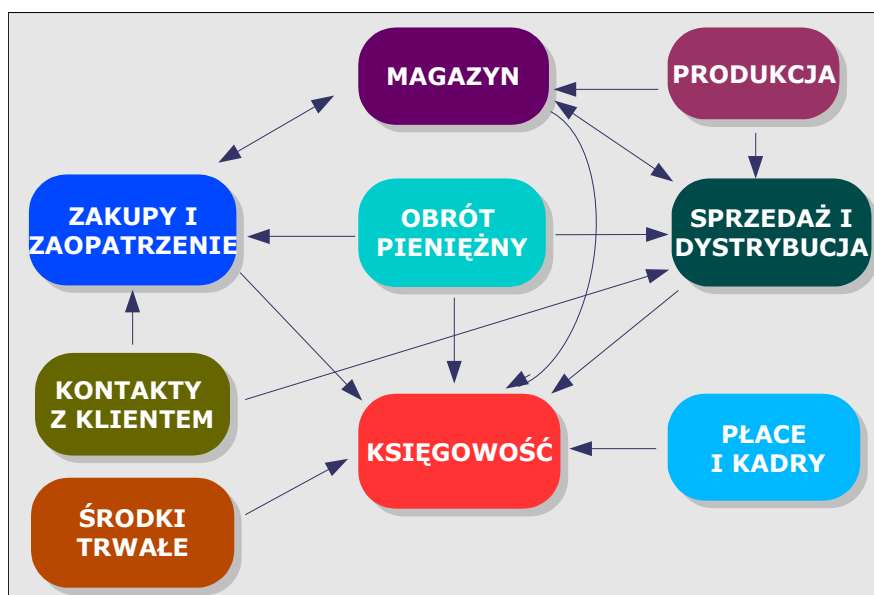 MAGAZYN
PRODUKCJA
ZAKUPY I
ZAOPATRZENIE
OBRÓT
PIENIĘŻNY
SPRZEDAŻ I
DYSTRYBUCJA
KONTAKTY
Z KLIENTEM
KSIĘGOWOŚĆ
PŁACE
I KADRY
ŚRODKI
TRWAŁE